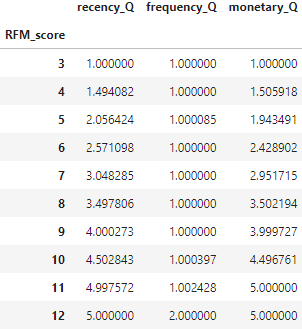 recency_Q frequency_Q monetary_Q
RFM_score
3 1.000000 1.000000 1.000000
4 1.494082 1.000000 1.505918
5 2.056424 1.000085 1.943491
6 2.571098 1.000000 2.428902
7 3.048285 1.000000 2.951715
8 3.497806 1.000000 3.502194
9 4.000273 1.000000 3.999727
10 4.502843 1.000397 4.496761
11 4.997572 1.002428 5.000000
12 5.000000 2.000000 5.000000